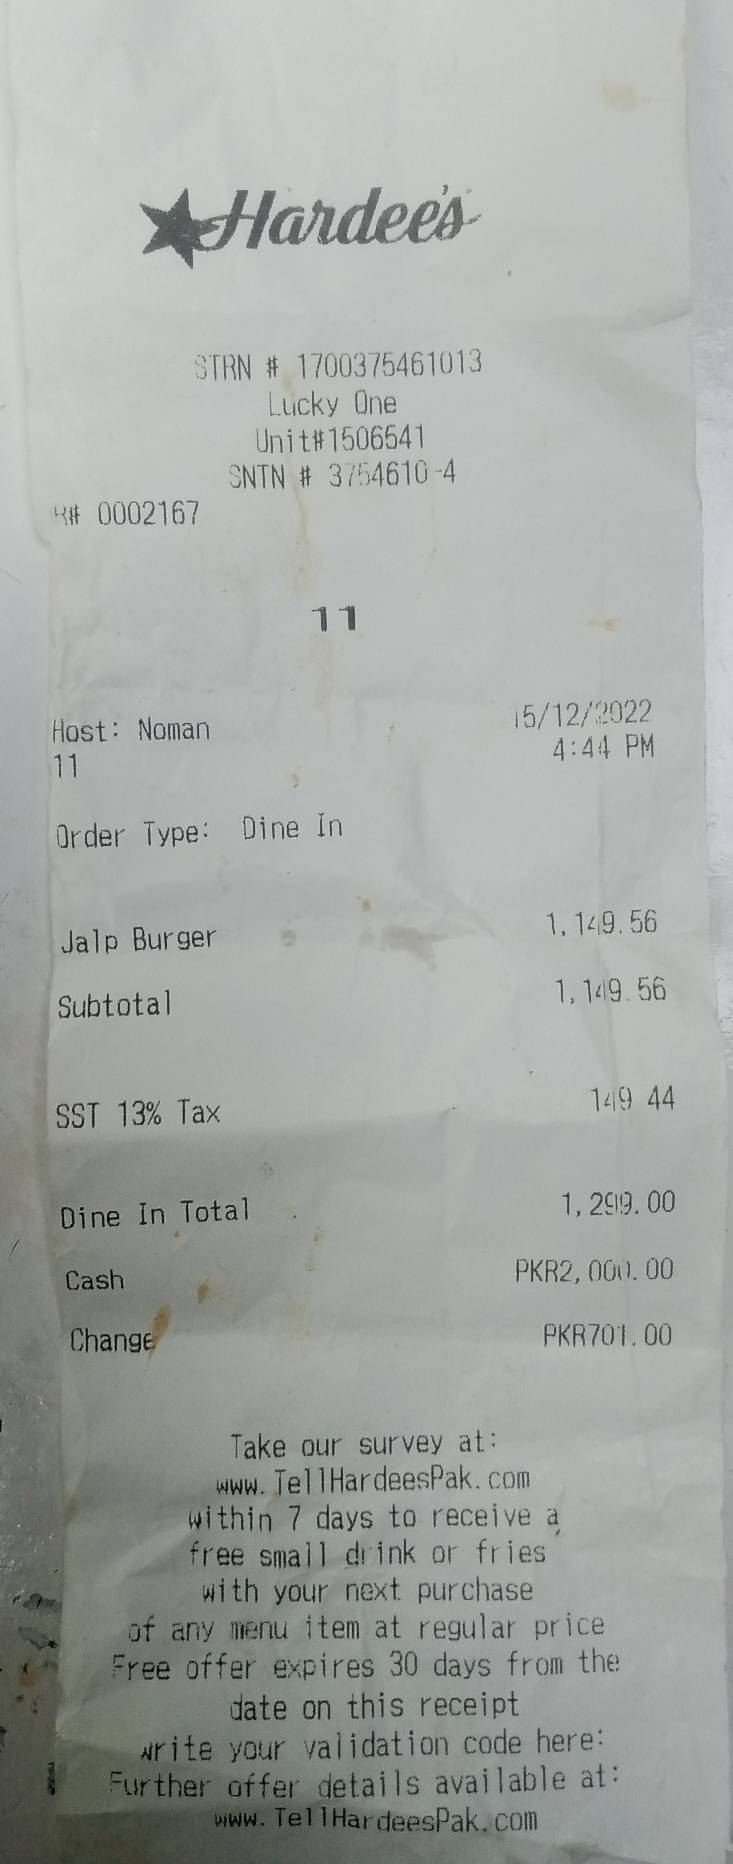 Hardee's
STRN # 1700375461013
Lucky One
Unit#1506541
SNTN # 3754610-4
R# 0002167
11
Host: Noman 15/12/2022
11 4:44 PM
Order Type: Dine In
Jalp Burger 1,149.56
Subtotal 1,149.56
SST 13% Tax 149.44
Dine In Total 1,299.00
Cash PKR2,000.00
Change PKR701.00
Take our survey at:
www.TellHardeesPak.com
within 7 days to receive a
free small drink or fries
with your next purchase
of any menu item at regular price
Free offer expires 30 days from the
date on this receipt
write your validation code here:
Further offer details available at:
www.TellHardeesPak.com